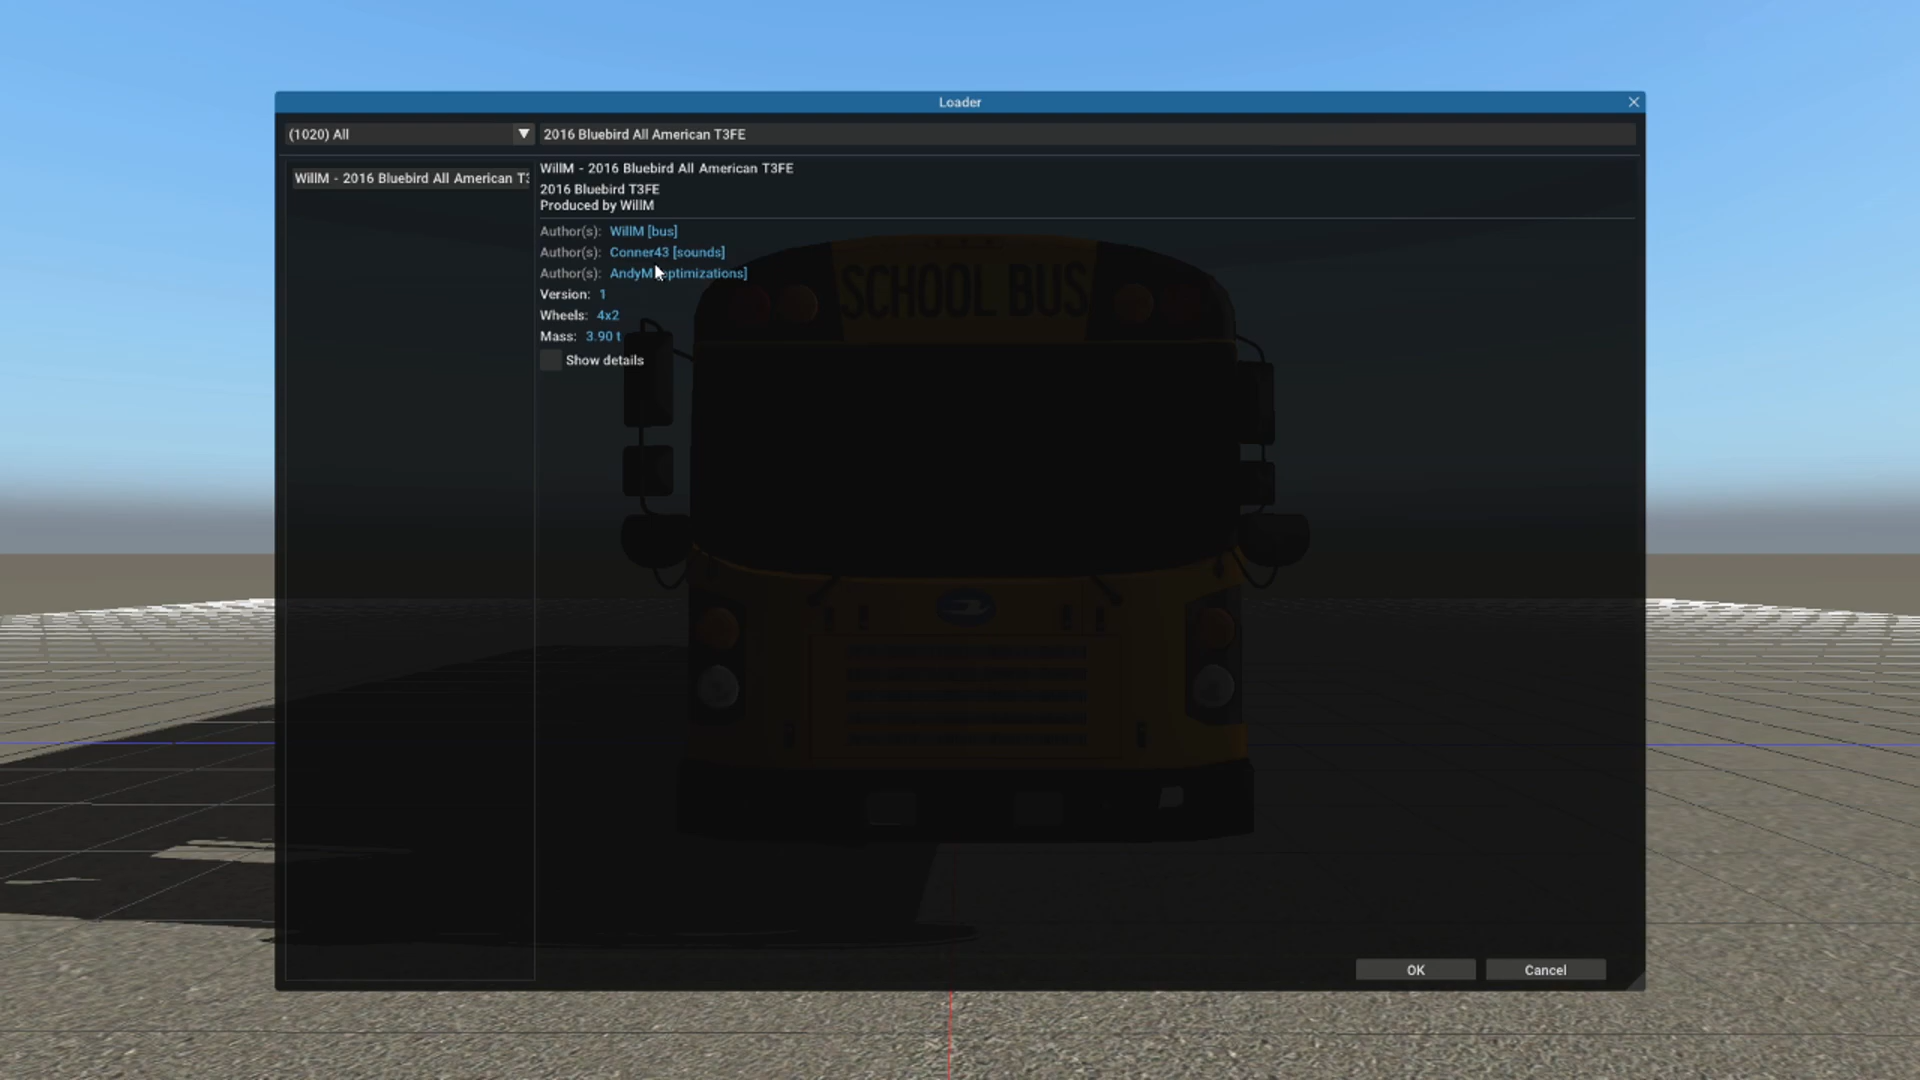 Loader
(1020) All
2016 Bluebird All American T3FE
WillM - 2016 Bluebird All American T3
WillM - 2016 Bluebird All American T3FE
2016 Bluebird T3FE
Produced by WillM
Author(s): WillM [bus]
Author(s): Conner43 [sounds]
Author(s): AndyM ptimizations]
Version: 1
Wheels: 4x2
Mass: 3.90 t
Show details
SCHOOL BUS
OK
Cancel